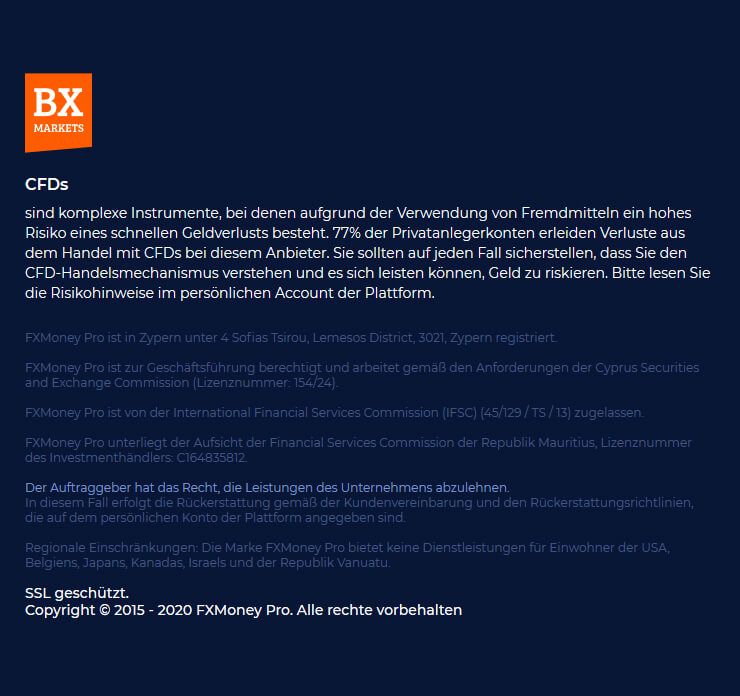 BX
MARKETS
CFDs
sind komplexe Instrumente, bei denen aufgrund der Verwendung von Fremdmitteln ein hohes
Risiko eines schnellen Geldverlusts besteht. 77% der Privatanlegerkonten erleiden Verluste aus
dem Handel mit CFDs bei diesem Anbieter. Sie sollten auf jeden Fall sicherstellen, dass Sie den
CFD-Handelsmechanismus verstehen und es sich leisten können, Geld zu riskieren. Bitte lesen Sie
die Risikohinweise im persönlichen Account der Plattform.
FXMoney Pro ist in Zypern unter 4 Sofias Tsirou, Lemesos District, 3021, Zypern registriert.
FXMoney Pro ist zur Geschäftsführung berechtigt und arbeitet gemäß den Anforderungen der Cyprus Securities
and Exchange Commission (Lizenznummer: 154/24).
FXMoney Pro ist von der International Financial Services Commission (IFSC) (45/129 / TS / 13) zugelassen.
FXMoney Pro unterliegt der Aufsicht der Financial Services Commission der Republik Mauritius, Lizenznummer
des Investmenthändlers: C164835812.
Der Auftraggeber hat das Recht, die Leistungen des Unternehmens abzulehnen.
In diesem Fall erfolgt die Rückerstattung gemäß der Kundenvereinbarung und den Rückerstattungsrichtlinien,
die auf dem persönlichen Konto der Plattform angegeben sind.
Regionale Einschränkungen: Die Marke FXMoney Pro bietet keine Dienstleistungen für Einwohner der USA,
Belgiens, Japans, Kanadas, Israels und der Republik Vanuatu.
SSL geschützt.
Copyright © 2015 - 2020 FXMoney Pro. Alle rechte vorbehalten